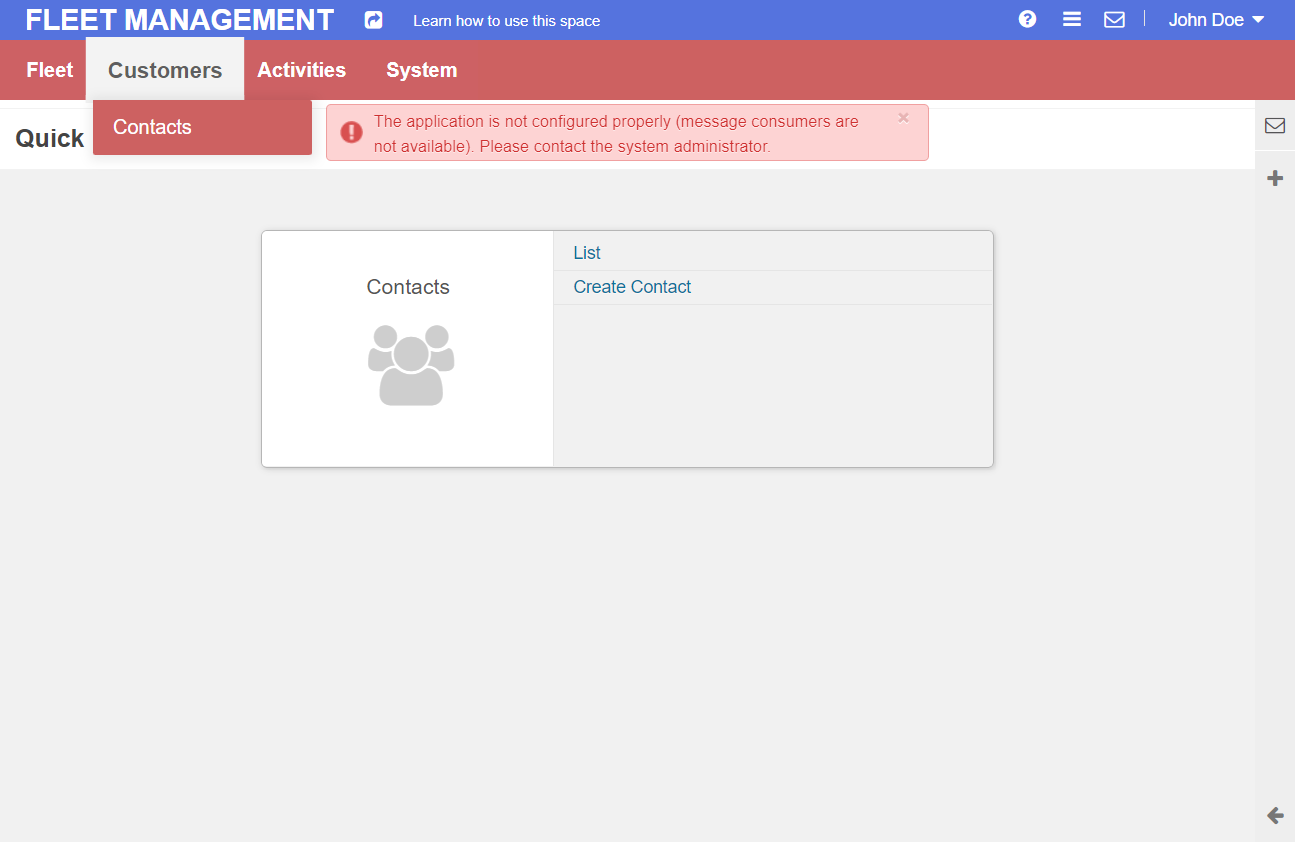 FLEET MANAGEMENT
Learn how to use this space
John Doe
Fleet
Customers
Activities
System
Contacts
Quick
The application is not configured properly (message consumers are
not available). Please contact the system administrator.
×
Contacts
List
Create Contact